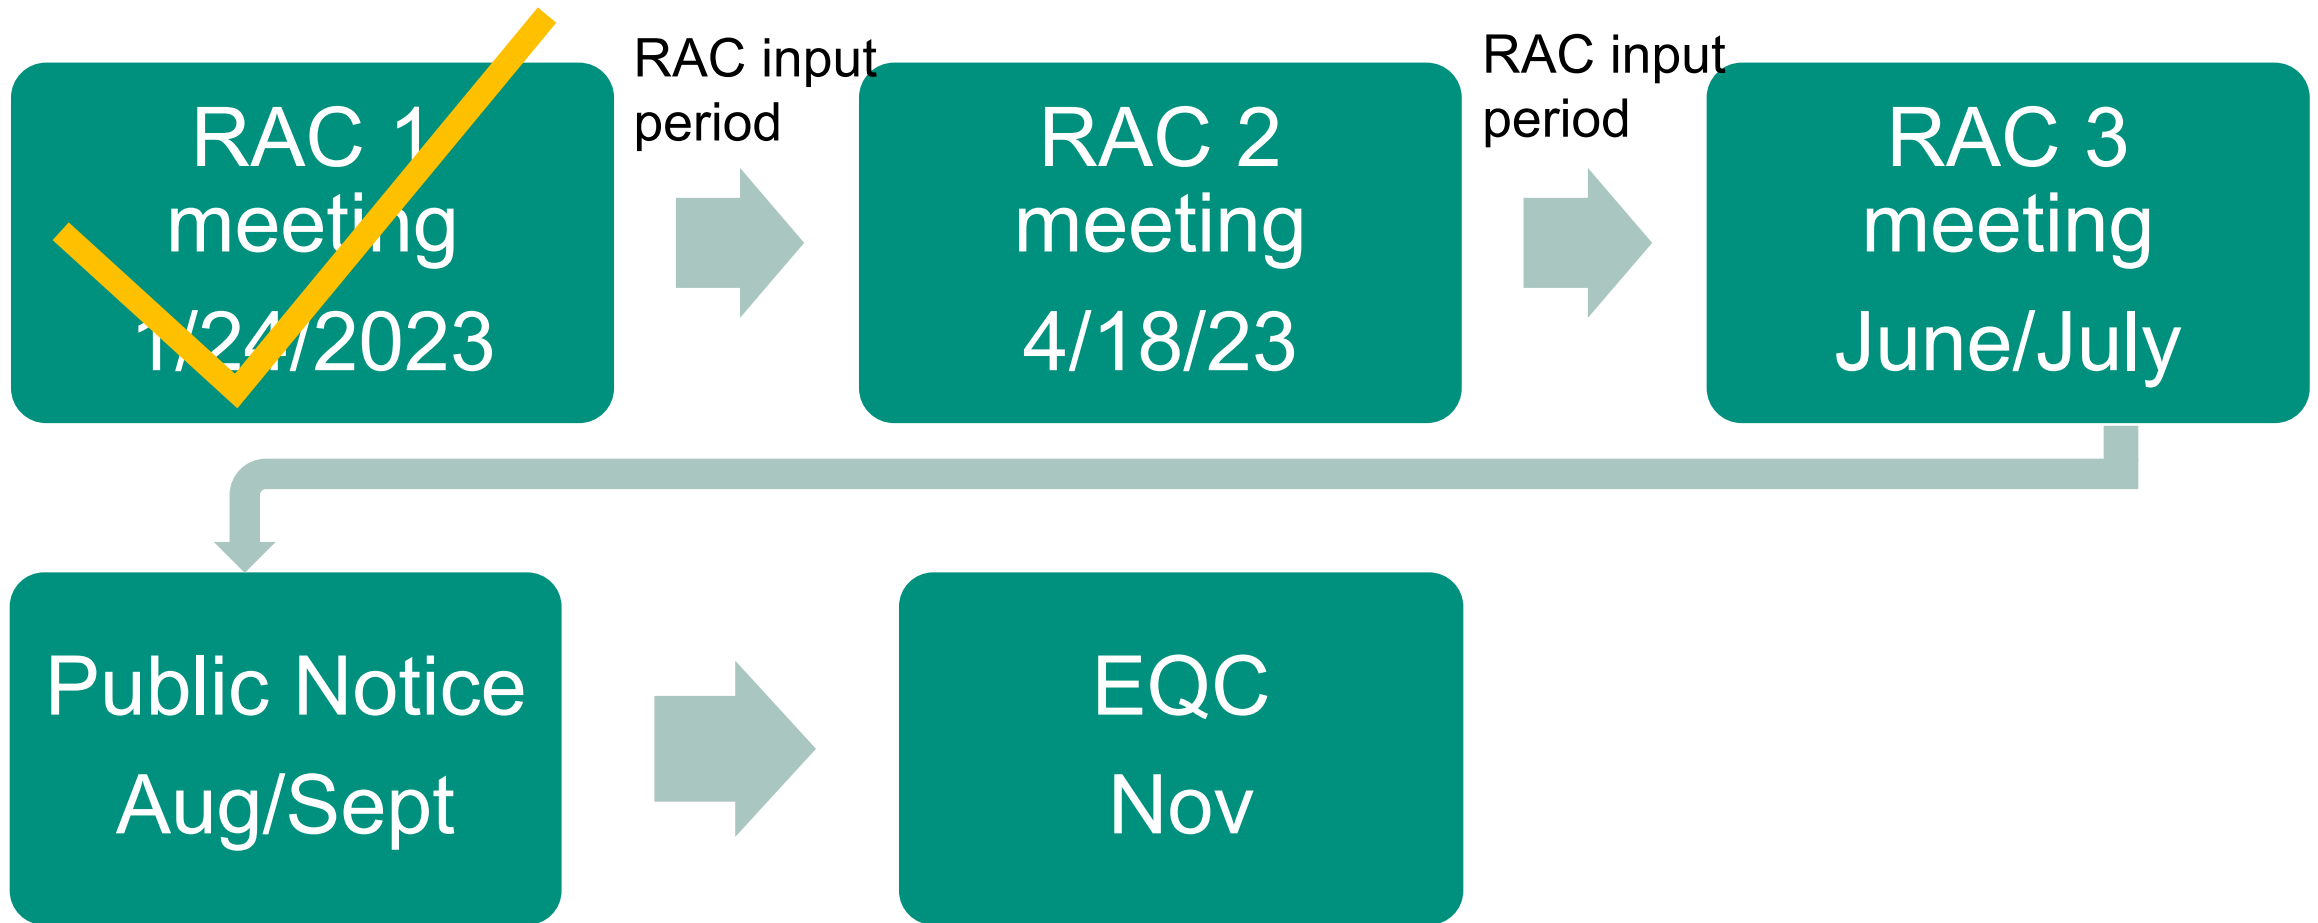 RAC 1
meeting
1/24/2023
RAC input
period
RAC 2
meeting
4/18/23
RAC input
period
RAC 3
meeting
June/July
Public Notice
Aug/Sept
EQC
Nov